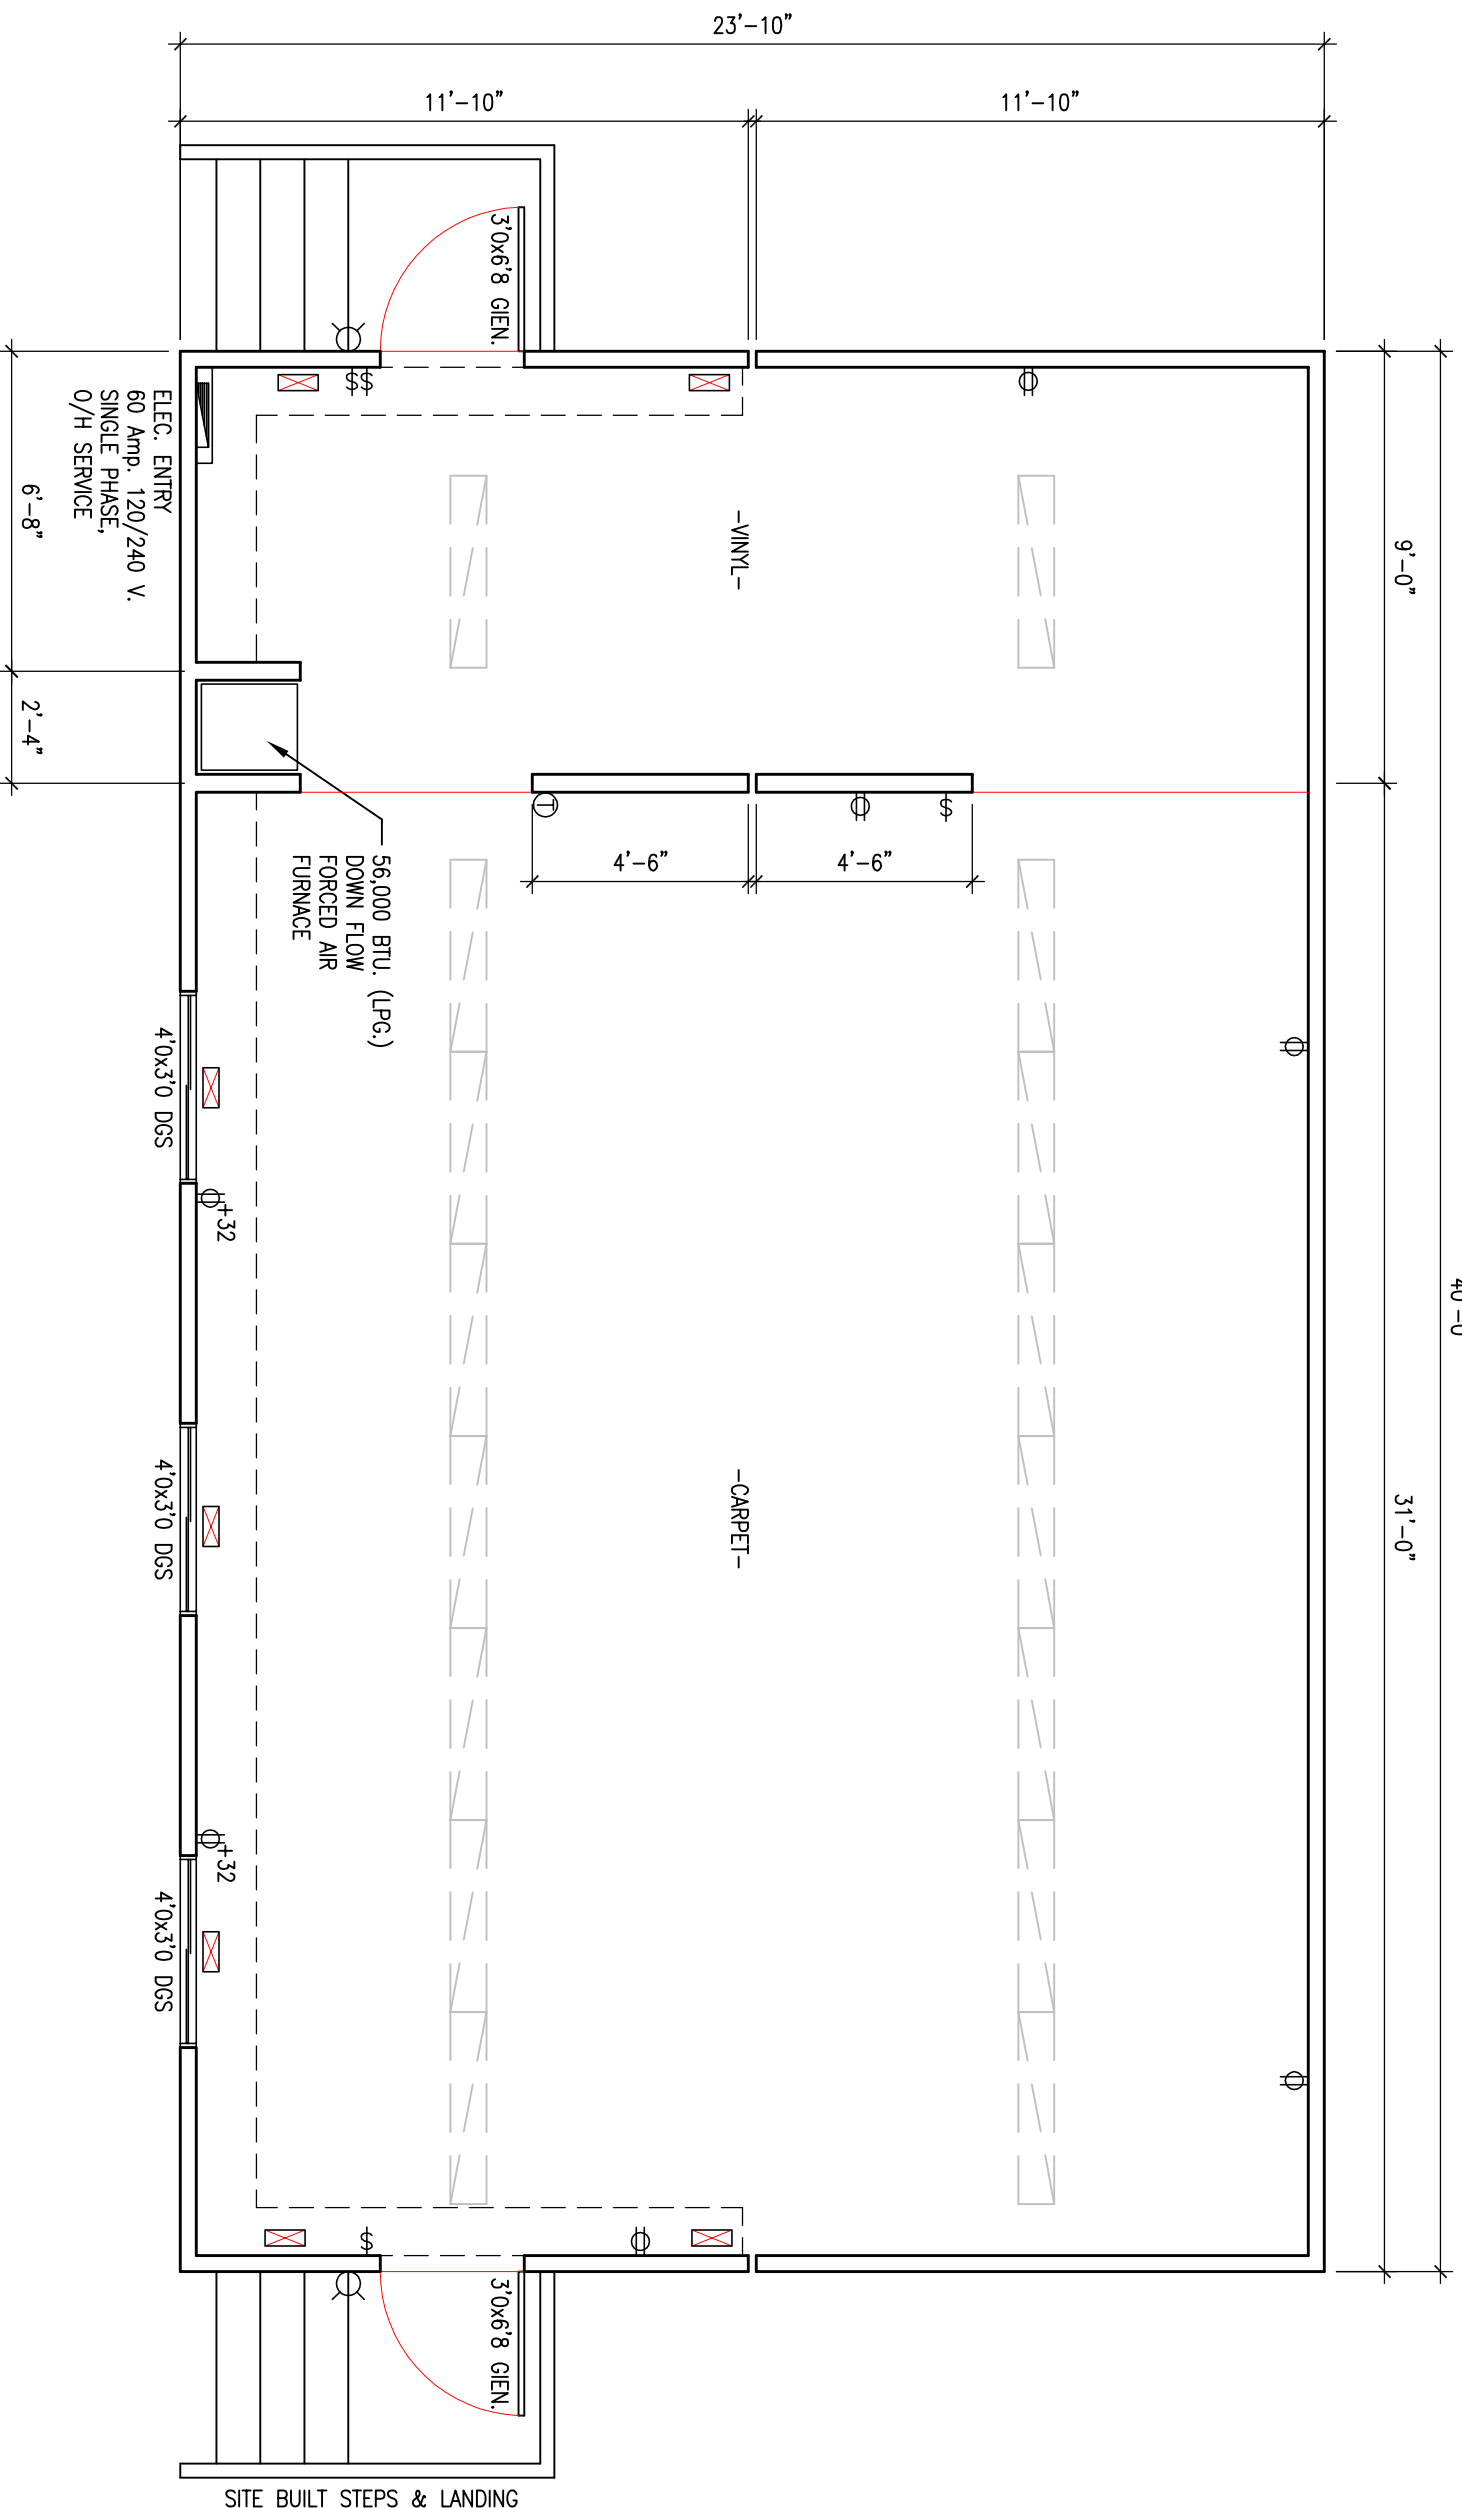 23'-10"
11'-10"
11'-10"
3'0x6'8 GIEN.
ELEC. ENTRY
60 Amp. 120/240 V.
SINGLE PHASE,
O/H SERVICE
6'-8"
2'-4"
9'-0"
-VINYL-
$$
T
$
4'-6"
4'-6"
56,000 BTU. (LPG.)
DOWN FLOW
FORCED AIR
FURNACE
4'0x3'0 DGS
+32
40'-0
31'-0"
-CARPET-
4'0x3'0 DGS
+32
4'0x3'0 DGS
$
3'0x6'8 GIEN.
SITE BUILT STEPS & LANDING